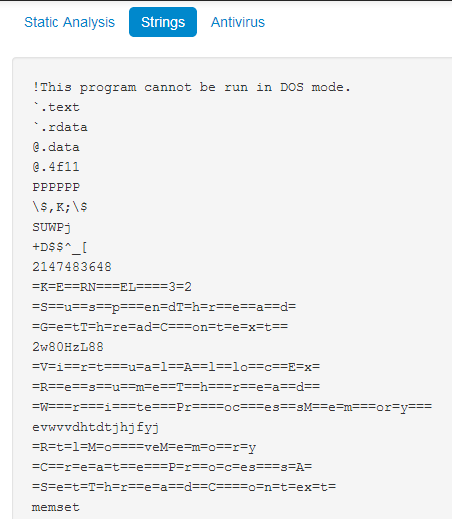 Static Analysis Strings Antivirus
!This program cannot be run in DOS mode.
`.text
`.rdata
@.data
@.4f11
PPPPPP
\$,K;\$
SUWPj
+D$$^_[
2147483648
=K=E==RN===EL====3=2
=S==u==s==p===en=dT=h=r==e==a==d=
=G=e=tT=h=re=ad=C===on=t=e=x=t==
2w80HzL88
=V=i==r=t===u=a=l==A==l==lo==c==E=x=
=R==e==s==u==m=e==T==h===r==e=a==d==
=W===r===i===te===Pr====oc===es==sM==e=m===or=y===
evwvvdhtdtjhjfyj
=R=t=l=M=o====veM=e=m=o==r=y
=C==r=e=a=t==e===P=r==o=c=es===s=A=
=S=e=t=T=h=r==e=a==d==C====o=n=t=ex=t=
memset